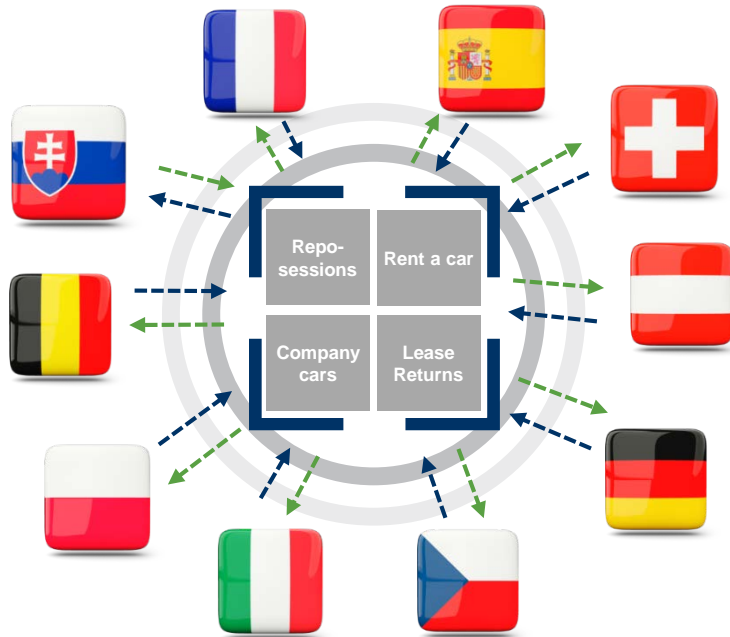 Repo-
sessions
Rent a car
Company
cars
Lease
Returns